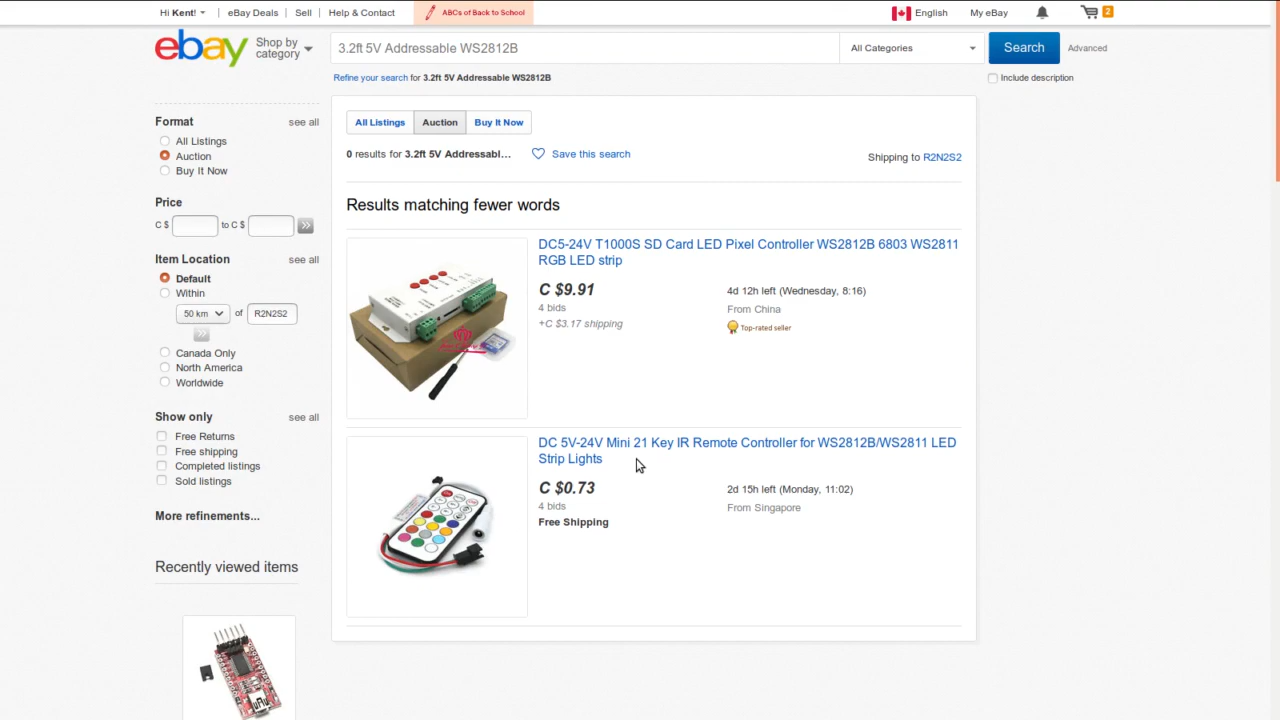 Hi Kent!
eBay Deals
Sell
Help & Contact
ABCs of Back to School
English
My eBay
2
ebay
Shop by category
3.2ft 5V Addressable WS2812B
All Categories
Search
Advanced
Refine your search for 3.2ft 5V Addressable WS2812B
Include description
Format
see all
All Listings
Auction
Buy It Now
Price
C $
to C $
Item Location
see all
Default
Within
50 km
of
R2N2S2
Canada Only
North America
Worldwide
Show only
see all
Free Returns
Free shipping
Completed listings
Sold listings
More refinements...
Recently viewed items
All Listings
Auction
Buy It Now
0 results for 3.2ft 5V Addressabl...
Save this search
Shipping to R2N2S2
Results matching fewer words
DC5-24V T1000S SD Card LED Pixel Controller WS2812B 6803 WS2811
RGB LED strip
C $9.91
4 bids
+C $3.17 shipping
4d 12h left (Wednesday, 8:16)
From China
Top-rated seller
DC 5V-24V Mini 21 Key IR Remote Controller for WS2812B/WS2811 LED
Strip Lights
C $0.73
4 bids
Free Shipping
2d 15h left (Monday, 11:02)
From Singapore